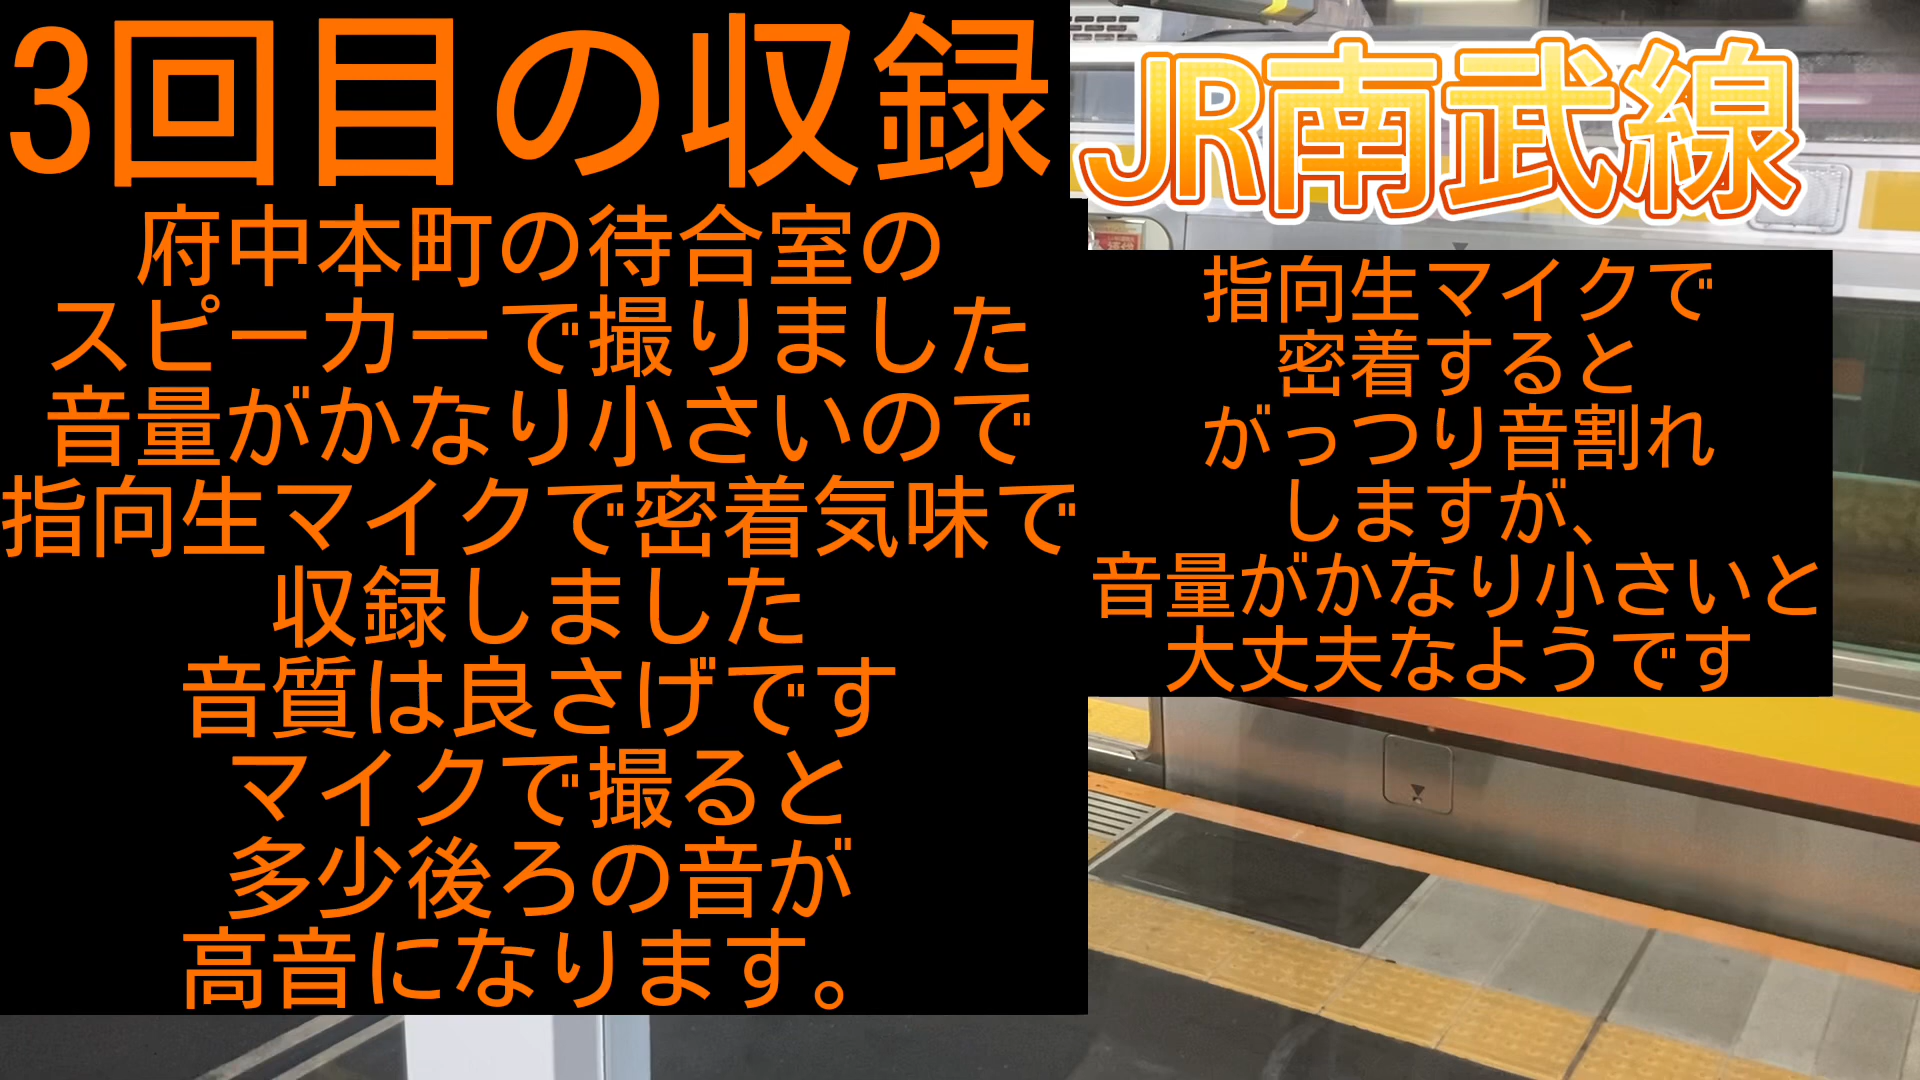 3回目の収録
府中本町の待合室の
スピーカーで撮りました
音量がかなり小さいので
指向生マイクで密着気味で
収録しました
音質は良さげです
マイクで撮ると
多少後ろの音が
高音になります。
JR南武線
指向生マイクで
密着すると
がっつり音割れ
しますが、
音量がかなり小さいと
大丈夫なようです